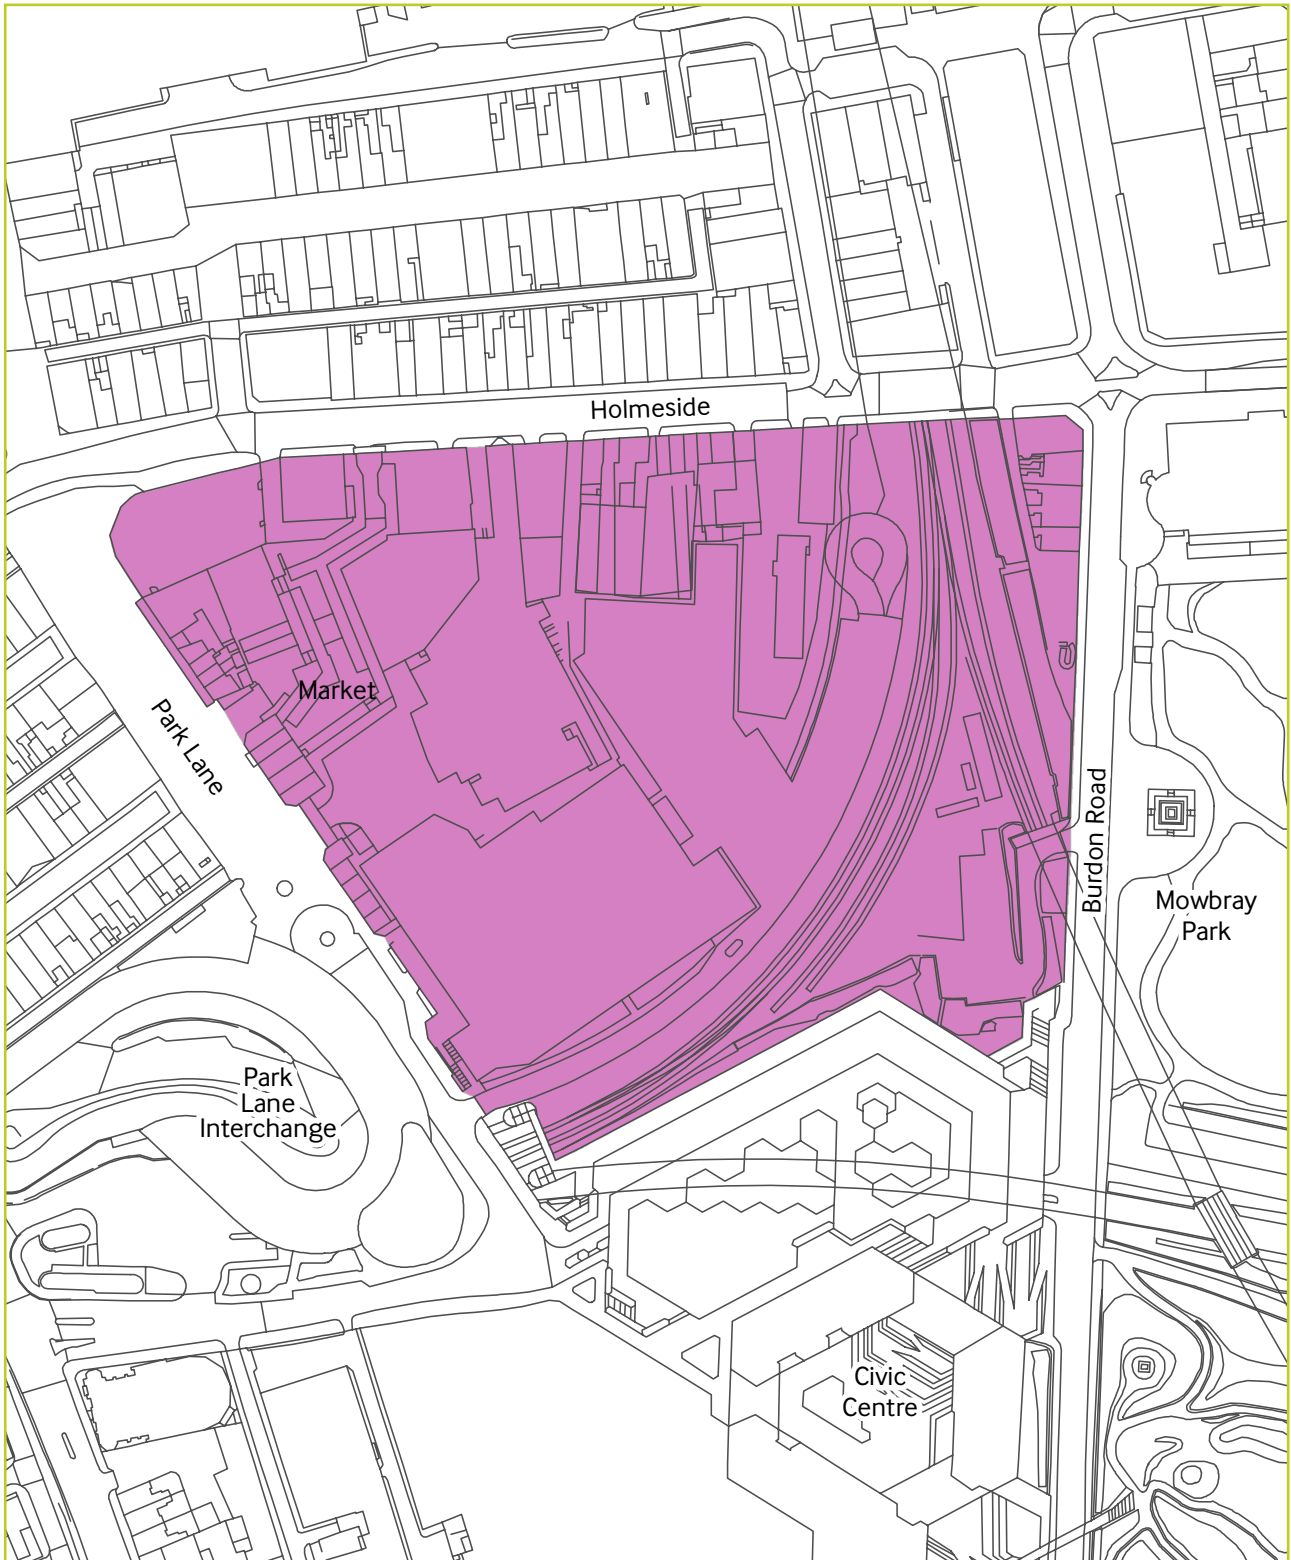 Holmeside
Market
Park Lane
Burdon Road
Mowbray
Park
Park
Lane
Interchange
Civic
Centre